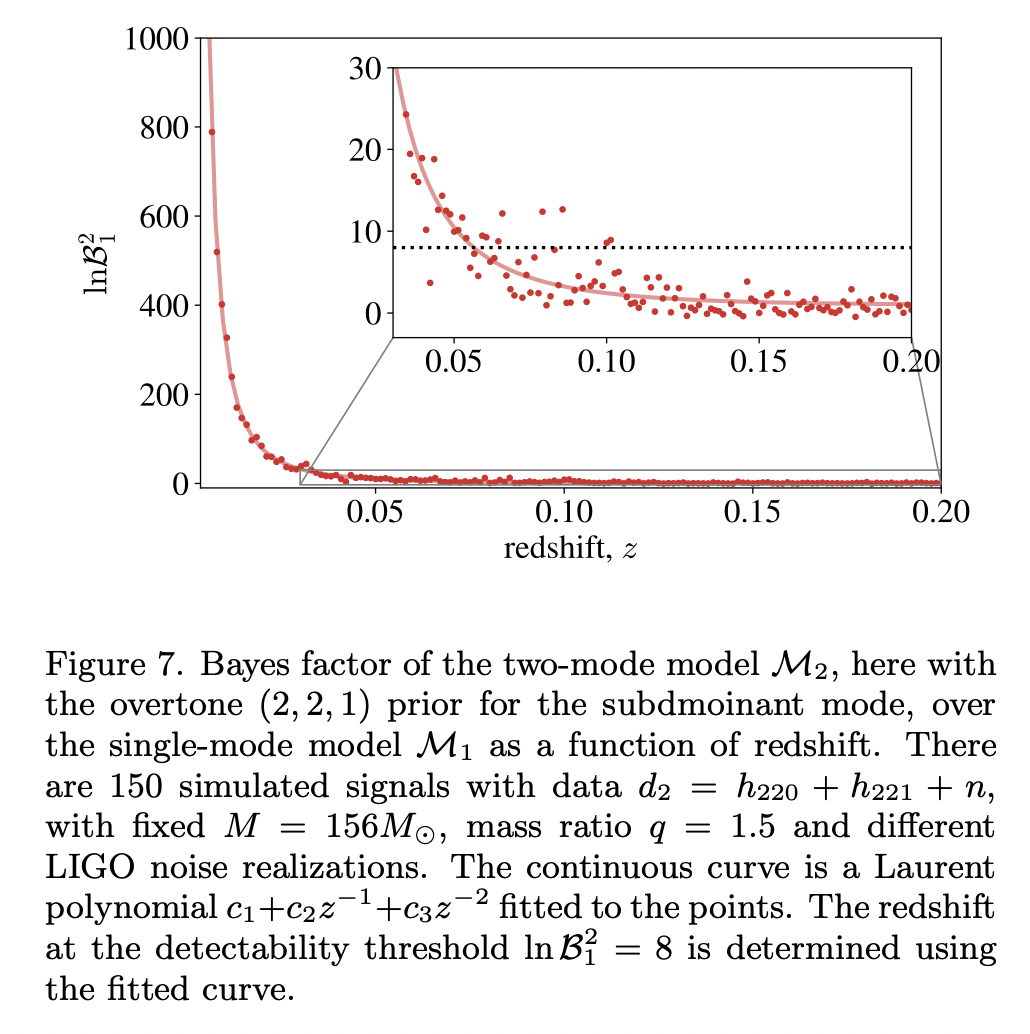 1000
800
600
400
200
0
ln𝓑₁²
30
20
10
0
0.05 0.10 0.15 0.20
0.05 0.10 0.15 0.20
redshift, z
Figure 7. Bayes factor of the two-mode model ℳ₂, here with
the overtone (2, 2, 1) prior for the subdmoinant mode, over
the single-mode model ℳ₁ as a function of redshift. There
are 150 simulated signals with data d₂ = h₂₂₀ + h₂₂₁ + n,
with fixed M = 156M⊙, mass ratio q = 1.5 and different
LIGO noise realizations. The continuous curve is a Laurent
polynomial c₁+c₂z⁻¹+c₃z⁻² fitted to the points. The redshift
at the detectability threshold ln 𝓑₁² = 8 is determined using
the fitted curve.